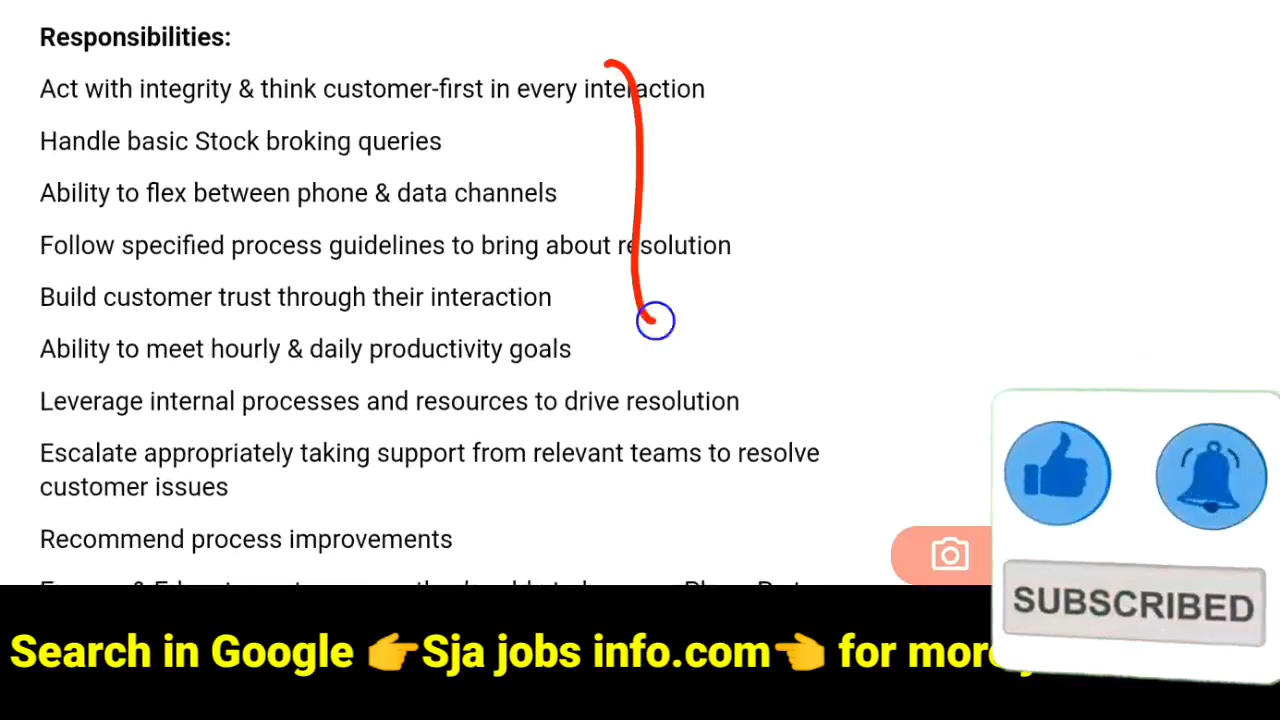 Responsibilities:
Act with integrity & think customer-first in every interaction
Handle basic Stock broking queries
Ability to flex between phone & data channels
Follow specified process guidelines to bring about resolution
Build customer trust through their interaction
Ability to meet hourly & daily productivity goals
Leverage internal processes and resources to drive resolution
Escalate appropriately taking support from relevant teams to resolve
customer issues
Recommend process improvements
SUBSCRIBED
Search in Google 👉Sja jobs info.com👈 for more